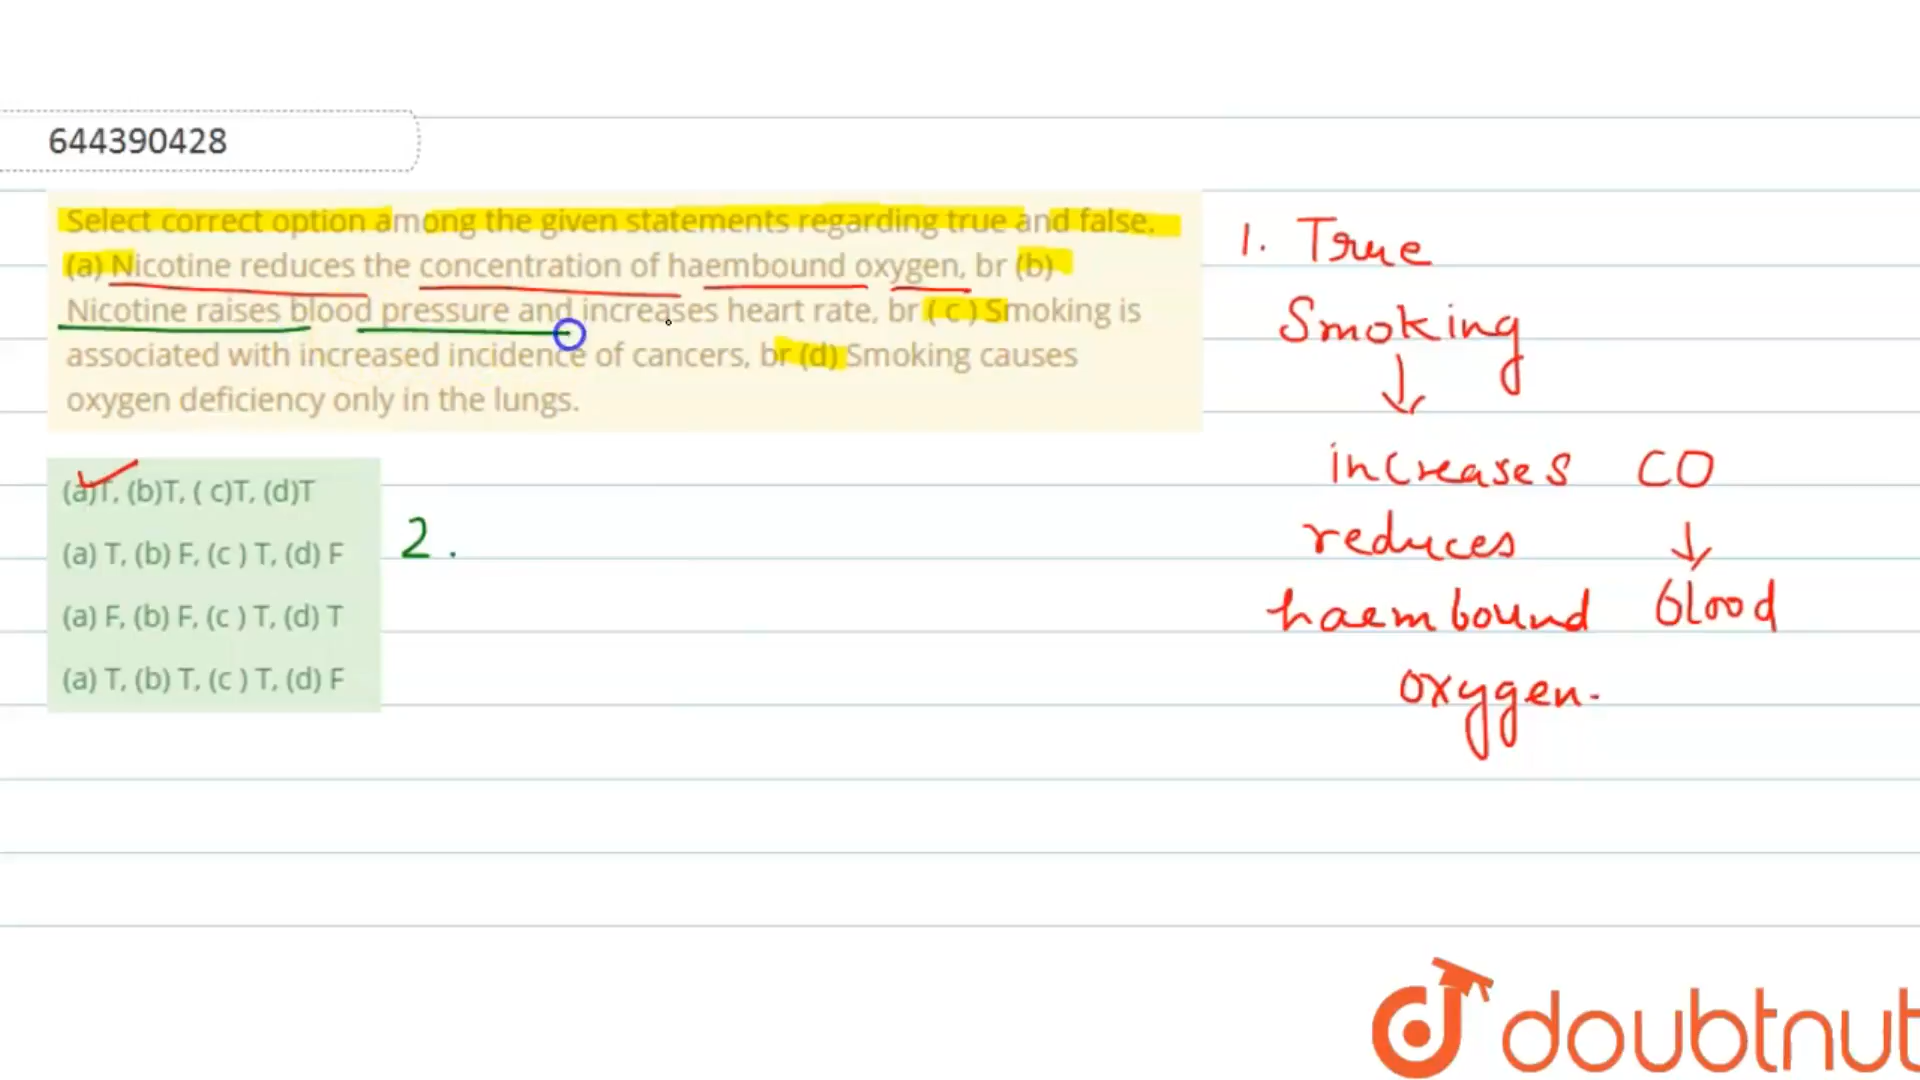 644390428
Select correct option among the given statements regarding true and false.
(a) Nicotine reduces the concentration of haembound oxygen, br (b)
Nicotine raises blood pressure and increases heart rate, br ( c ) Smoking is
associated with increased incidence of cancers, br (d) Smoking causes
oxygen deficiency only in the lungs.
(a)T, (b)T, ( c)T, (d)T
(a) T, (b) F, (c ) T, (d) F
(a) F, (b) F, (c ) T, (d) T
(a) T, (b) T, (c ) T, (d) F
2.
1. True
Smoking
increases CO
reduces
haembound blood
oxygen.
doubtnut